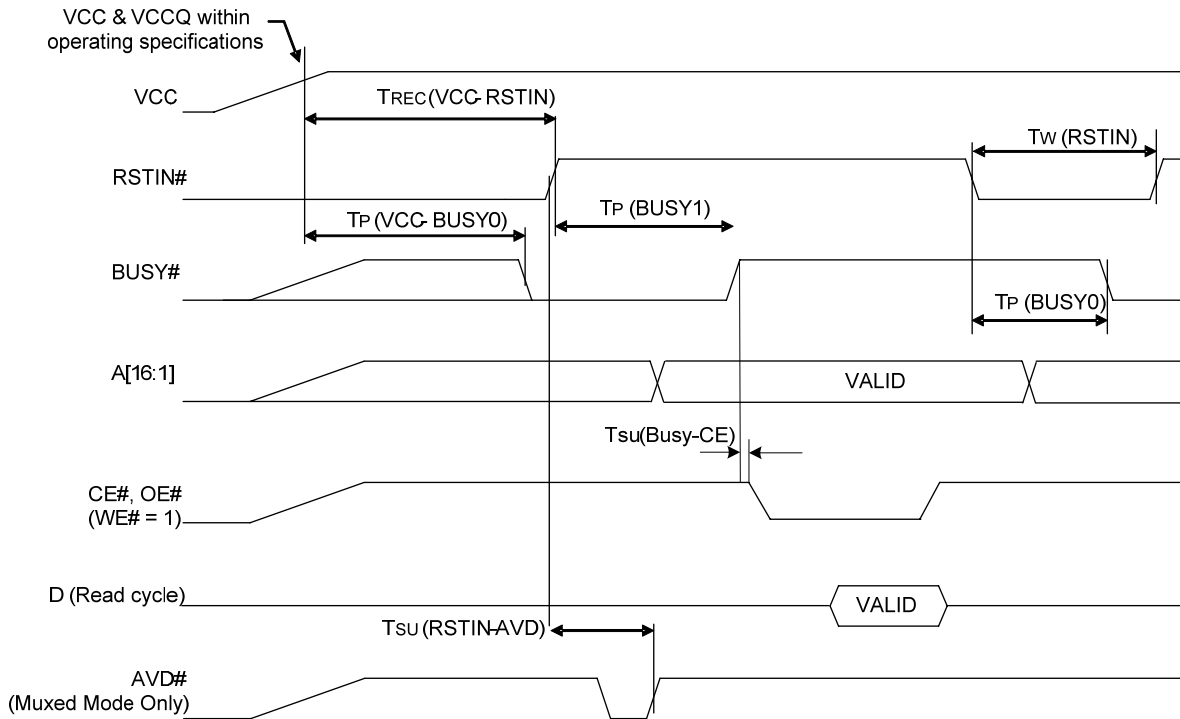 VCC & VCCQ within
operating specifications
VCC
TREC (VCC- RSTIN)
TW (RSTIN)
RSTIN#
TP (VCC- BUSY0)
TP (BUSY1)
BUSY#
TP (BUSY0)
A[16:1]
VALID
Tsu(Busy-CE)
CE#, OE#
(WE# = 1)
D (Read cycle)
VALID
TSU (RSTIN-AVD)
AVD#
(Muxed Mode Only)